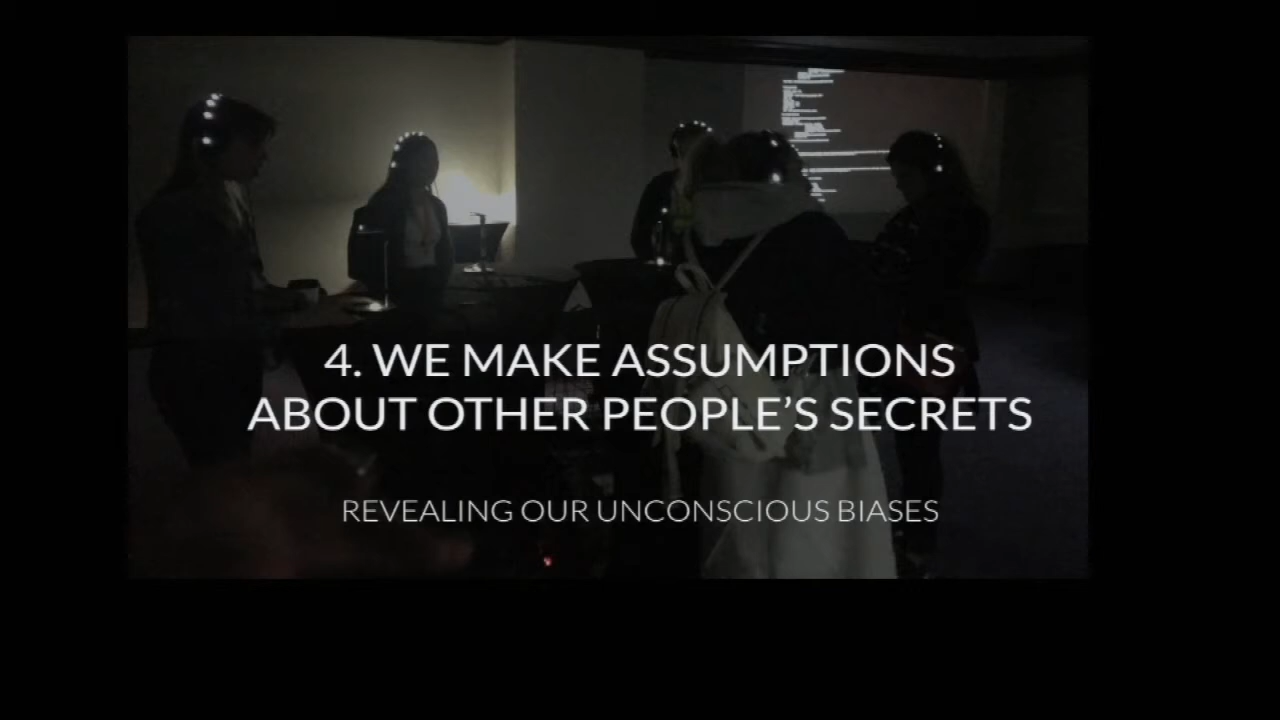 4. WE MAKE ASSUMPTIONS
ABOUT OTHER PEOPLE’S SECRETS
REVEALING OUR UNCONSCIOUS BIASES